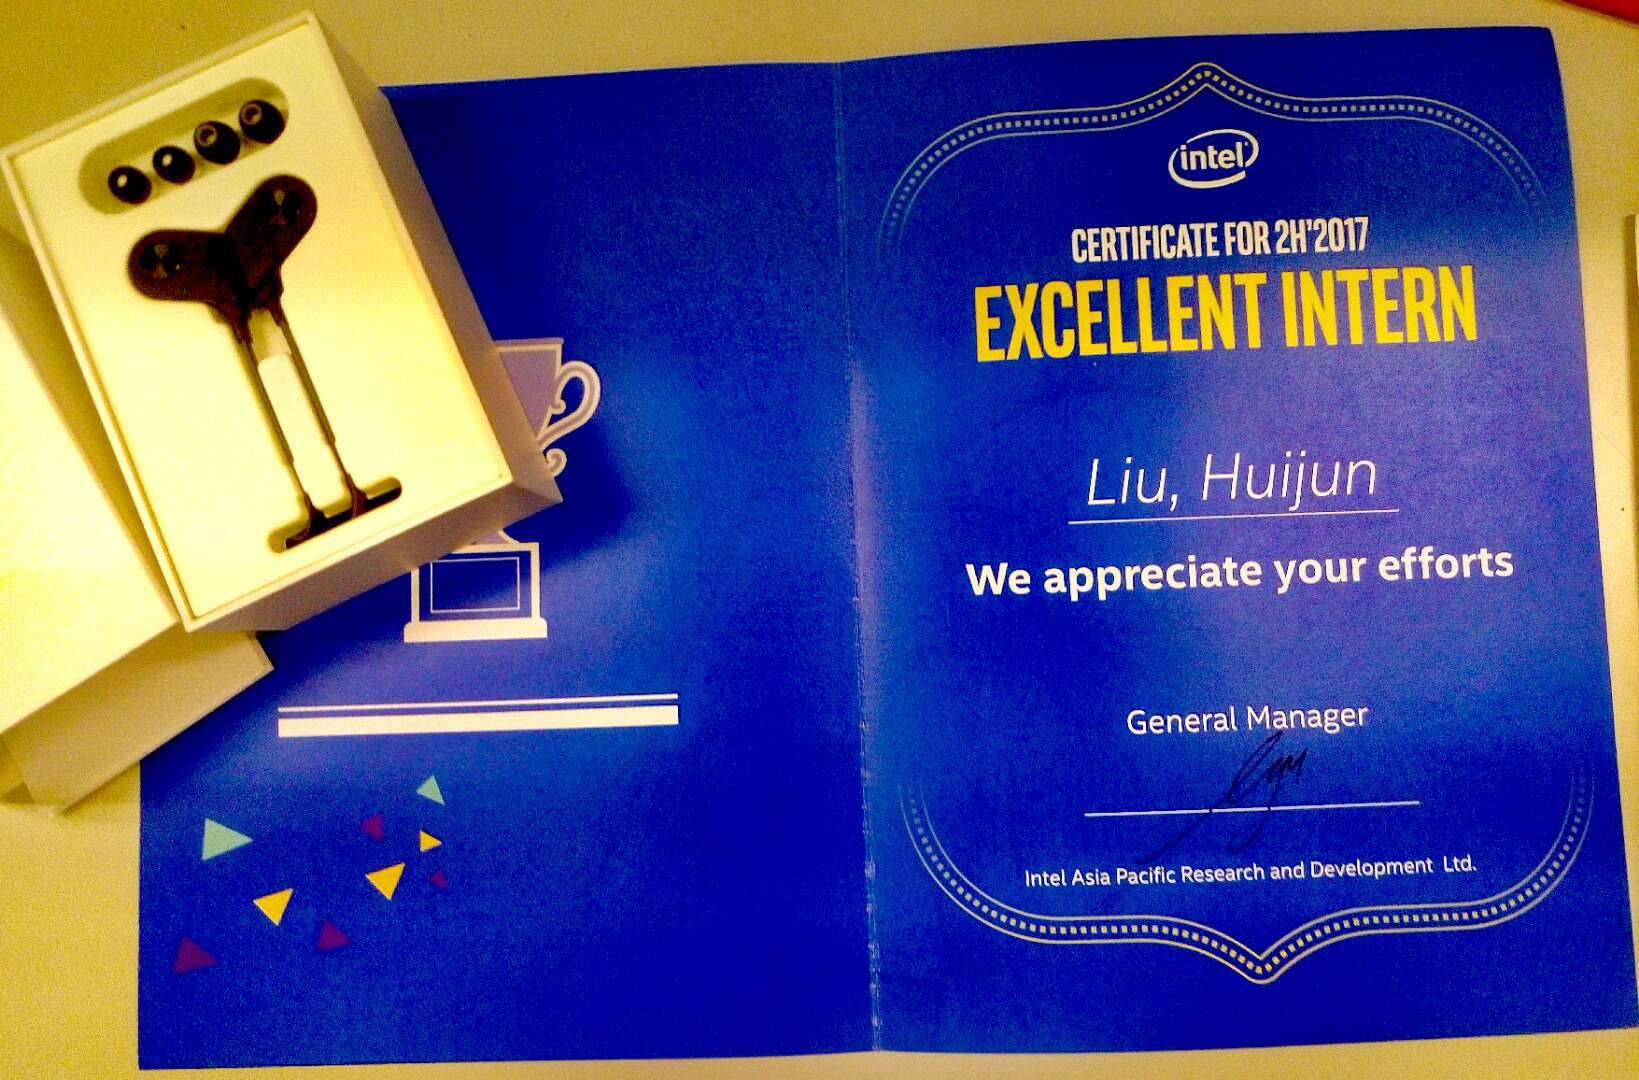 intel
CERTIFICATE FOR 2H'2017
EXCELLENT INTERN
Liu, Huijun
We appreciate your efforts
General Manager
Intel Asia Pacific Research and Development Ltd.